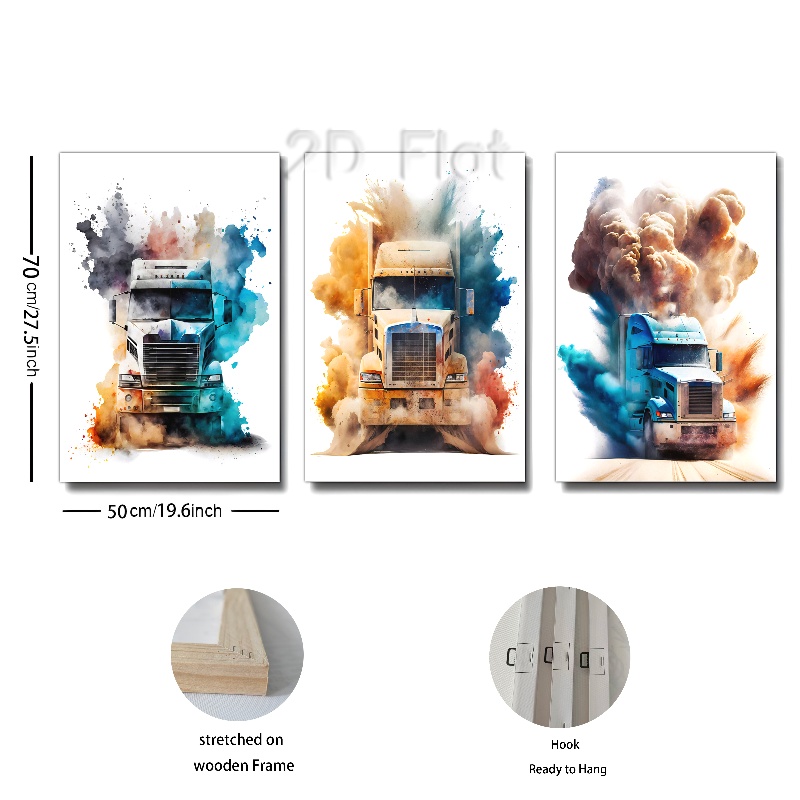 2D Flat
70 cm/27.5inch
50 cm/19.6inch
stretched on
wooden Frame
Hook
Ready to Hang